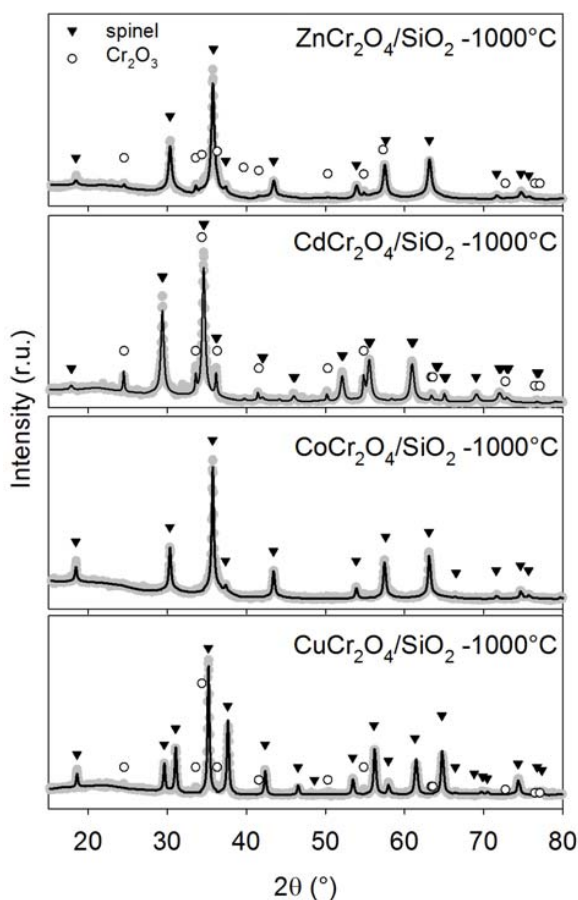 spinel
Cr2O3
ZnCr2O4/SiO2 -1000°C
CdCr2O4/SiO2 -1000°C
CoCr2O4/SiO2 -1000°C
CuCr2O4/SiO2 -1000°C
Intensity (r.u.)
20 30 40 50 60 70 80
2θ (°)